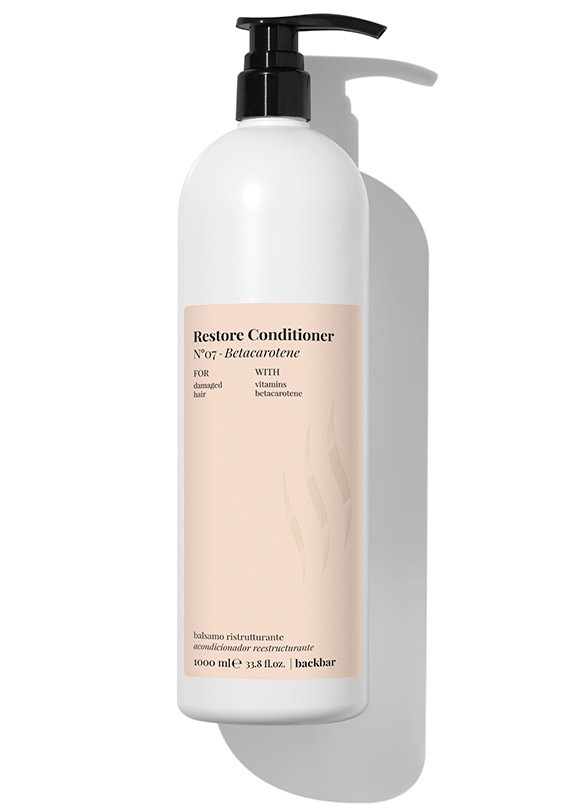 Restore Conditioner
N°07 - Betacarotene
FOR WITH
damaged vitamins
hair betacarotene
balsamo ristrutturante
acondicionador reestructurante
1000 ml ℮ 33.8 fl.oz. | backbar